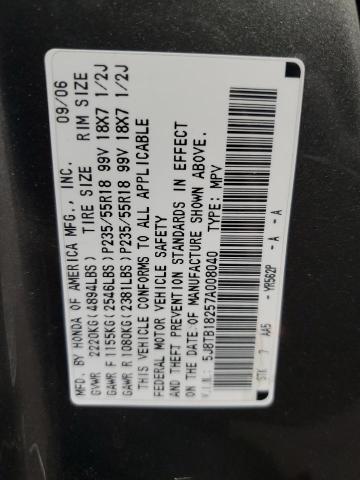 MFD. BY HONDA OF AMERICA MFG., INC. 09/06
TIRE SIZE RIM SIZE
GVWR 2220KG(4894LBS)
GAWR F 1155KG(2546LBS)P235/55R18 99V 18X7 1/2J
GAWR R 1080KG(2381LBS)P235/55R18 99V 18X7 1/2J
THIS VEHICLE CONFORMS TO ALL APPLICABLE
FEDERAL MOTOR VEHICLE SAFETY
AND THEFT PREVENTION STANDARDS IN EFFECT
ON THE DATE OF MANUFACTURE SHOWN ABOVE.
V.I.N.: 5J8TB18257A008040 TYPE: MPV
- YR562P - A - A
STK 7 AA5